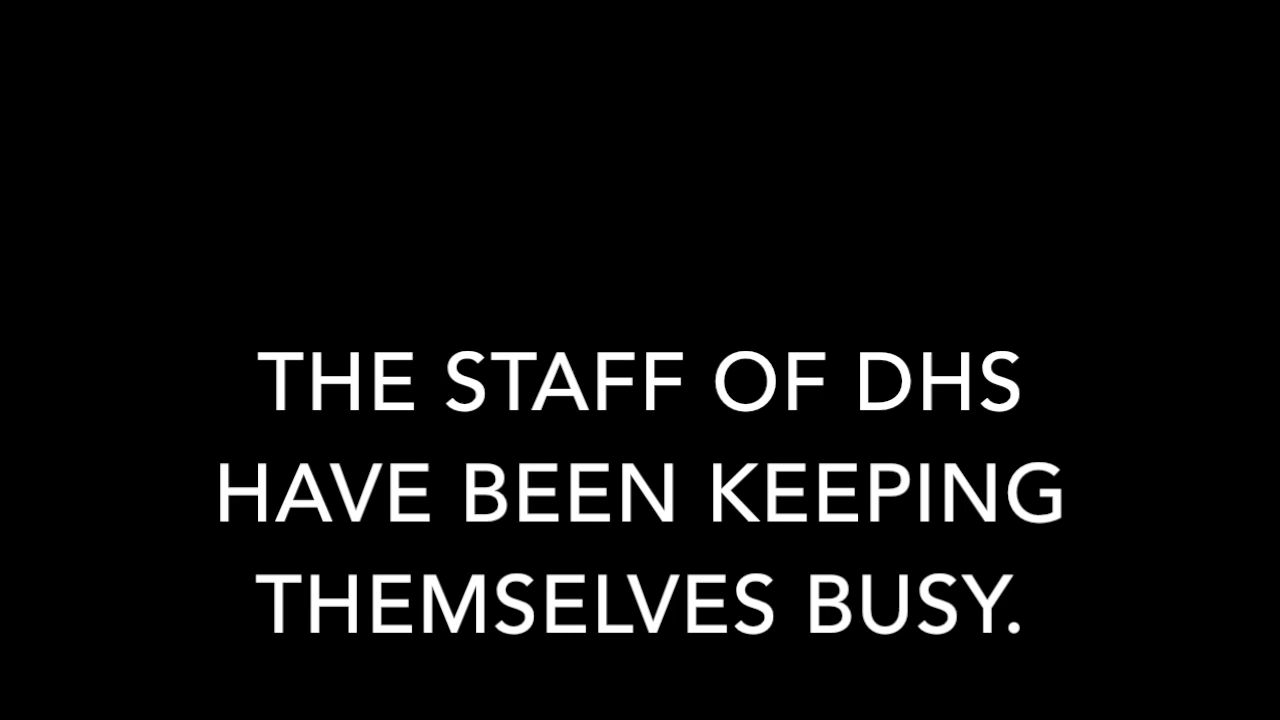 THE STAFF OF DHS
HAVE BEEN KEEPING
THEMSELVES BUSY.